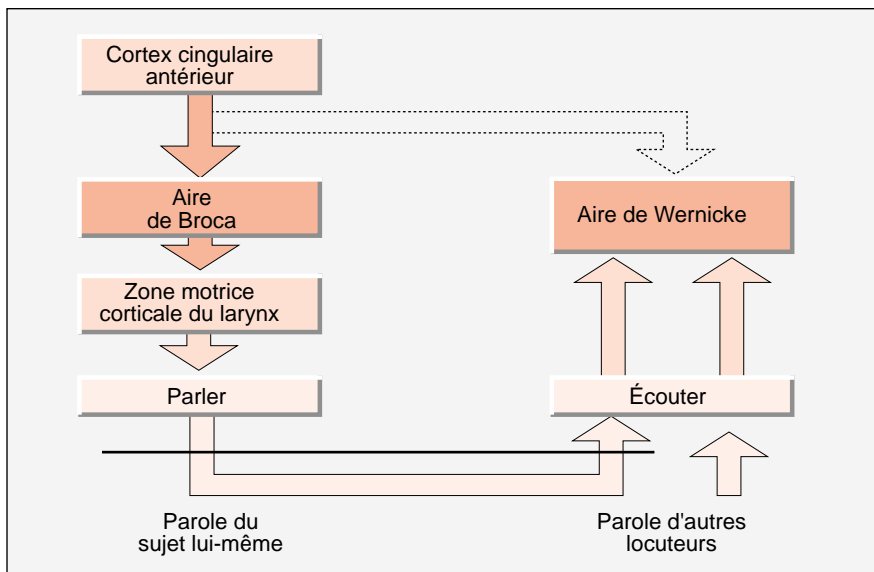 Cortex cingulaire
antérieur
Aire
de Broca
Aire de Wernicke
Zone motrice
corticale du larynx
Parler
Écouter
Parole du
sujet lui-même
Parole d'autres
locuteurs